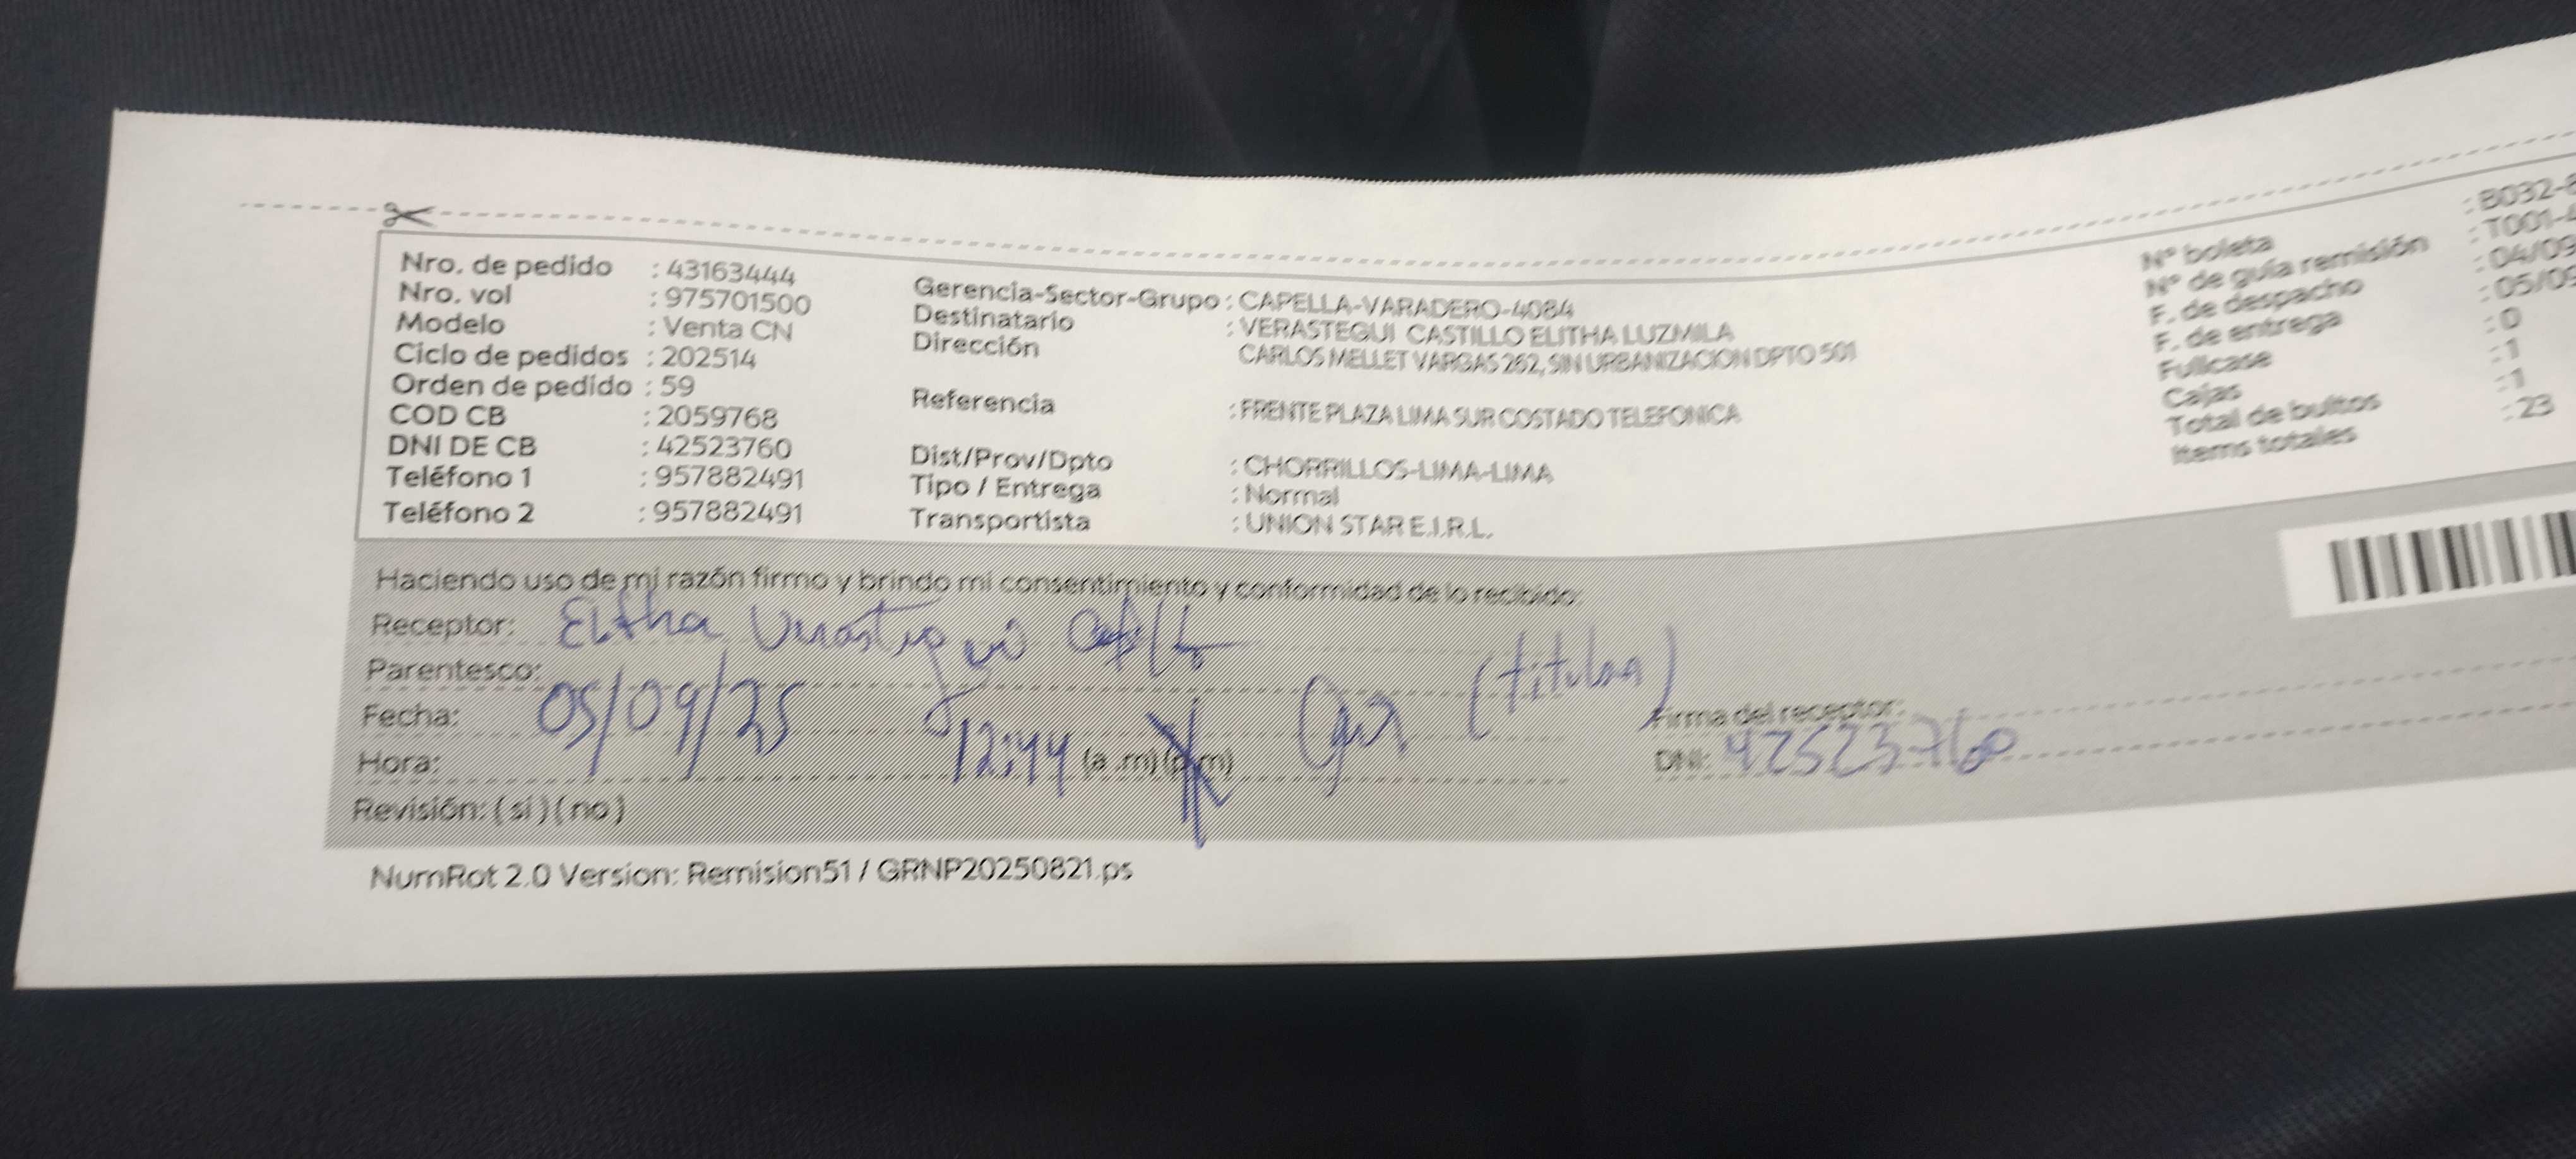 Nro. de pedido : 43163444
Nro. vol : 975701500
Modelo : Venta CN
Ciclo de pedidos : 202514
Orden de pedido : 59
COD CB : 2059768
DNI DE CB : 42523760
Teléfono 1 : 957882491
Teléfono 2 : 957882491
Gerencia-Sector-Grupo : CAPELLA-VARADERO-4084
Destinatario : VERASTEGUI CASTILLO ELITHA LUZMILA
Dirección CARLOS MELLET VARGAS 262, SIN URBANIZACION DPTO 501
Referencia : FRENTE PLAZA LIMA SUR COSTADO TELEFONICA
Dist/Prov/Dpto : CHORRILLOS-LIMA-LIMA
Tipo / Entrega : Normal
Transportista : UNION STAR E.I.R.L.
N° boleta : B032-
N° de guía remisión : T001-4
F. de despacho : 04/09
F. de entrega : 05/09
Fullcase : 0
Cajas : 1
Total de bultos : 1
Items totales : 23
Haciendo uso de mi razón firmo y brindo mi consentimiento y conformidad de lo recibido:
Receptor: Elitha Verastegui
Parentesco: (titular)
Fecha: 05/09/25
Firma del receptor:
Hora: 12:44 (a .m) (p.m)
DNI: 42523760
Revisión: ( si ) ( no )
NumRot 2.0 Version: Remision51 / GRNP20250821.ps